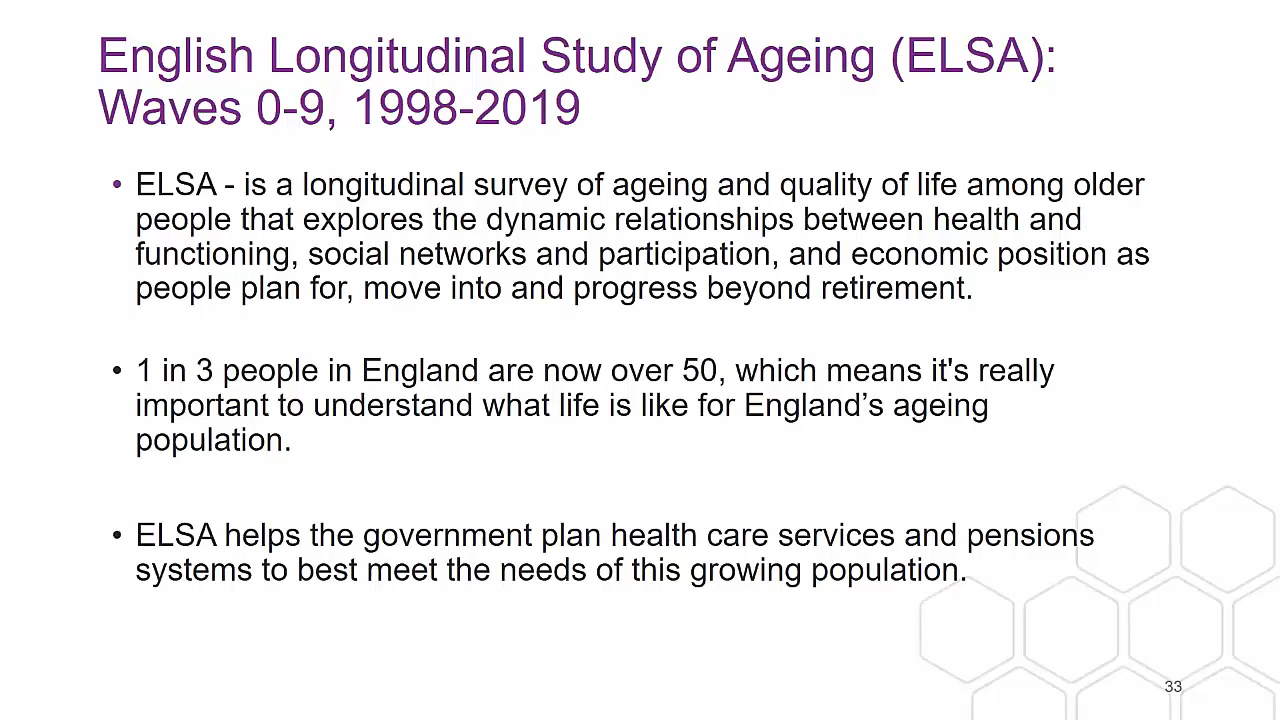 English Longitudinal Study of Ageing (ELSA):
Waves 0-9, 1998-2019
• ELSA - is a longitudinal survey of ageing and quality of life among older
people that explores the dynamic relationships between health and
functioning, social networks and participation, and economic position as
people plan for, move into and progress beyond retirement.
• 1 in 3 people in England are now over 50, which means it's really
important to understand what life is like for England’s ageing
population.
• ELSA helps the government plan health care services and pensions
systems to best meet the needs of this growing population.
33